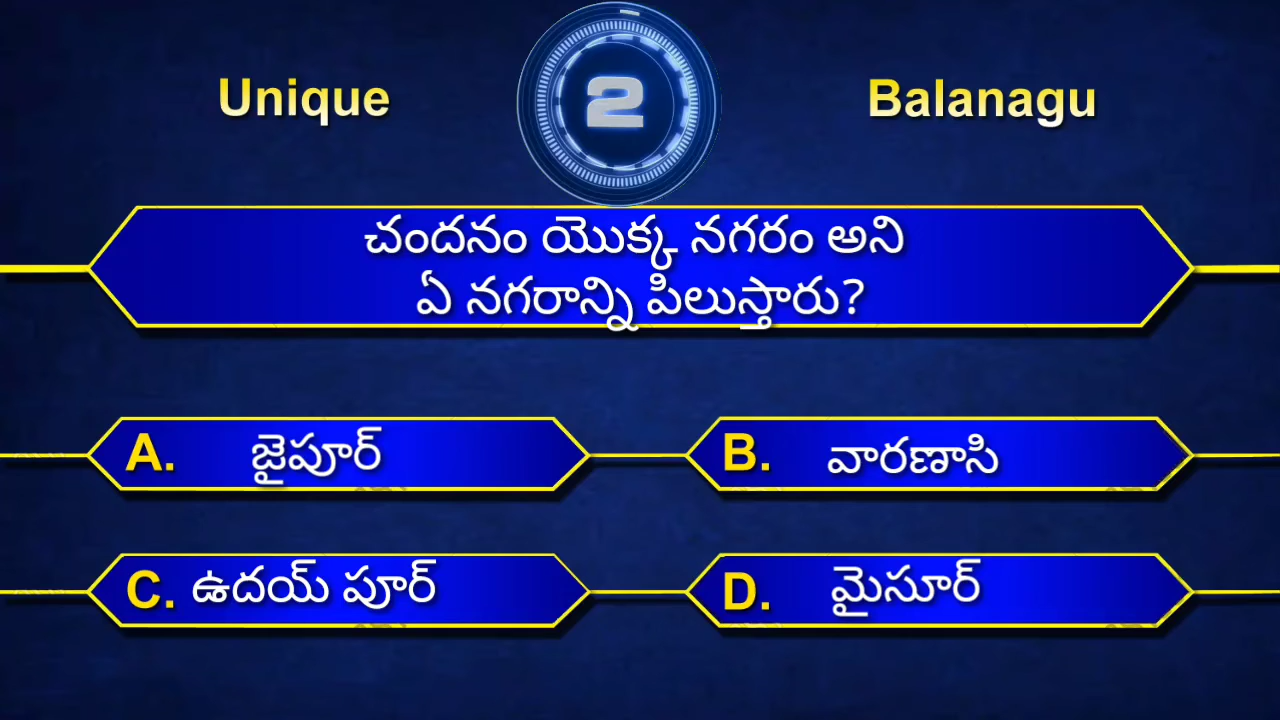 Unique
2
Balanagu
చందనం యొక్క నగరం అని
ఏ నగరాన్ని పిలుస్తారు?
A. జైపూర్
B. వారణాసి
C. ఉదయ్ పూర్
D. మైసూర్